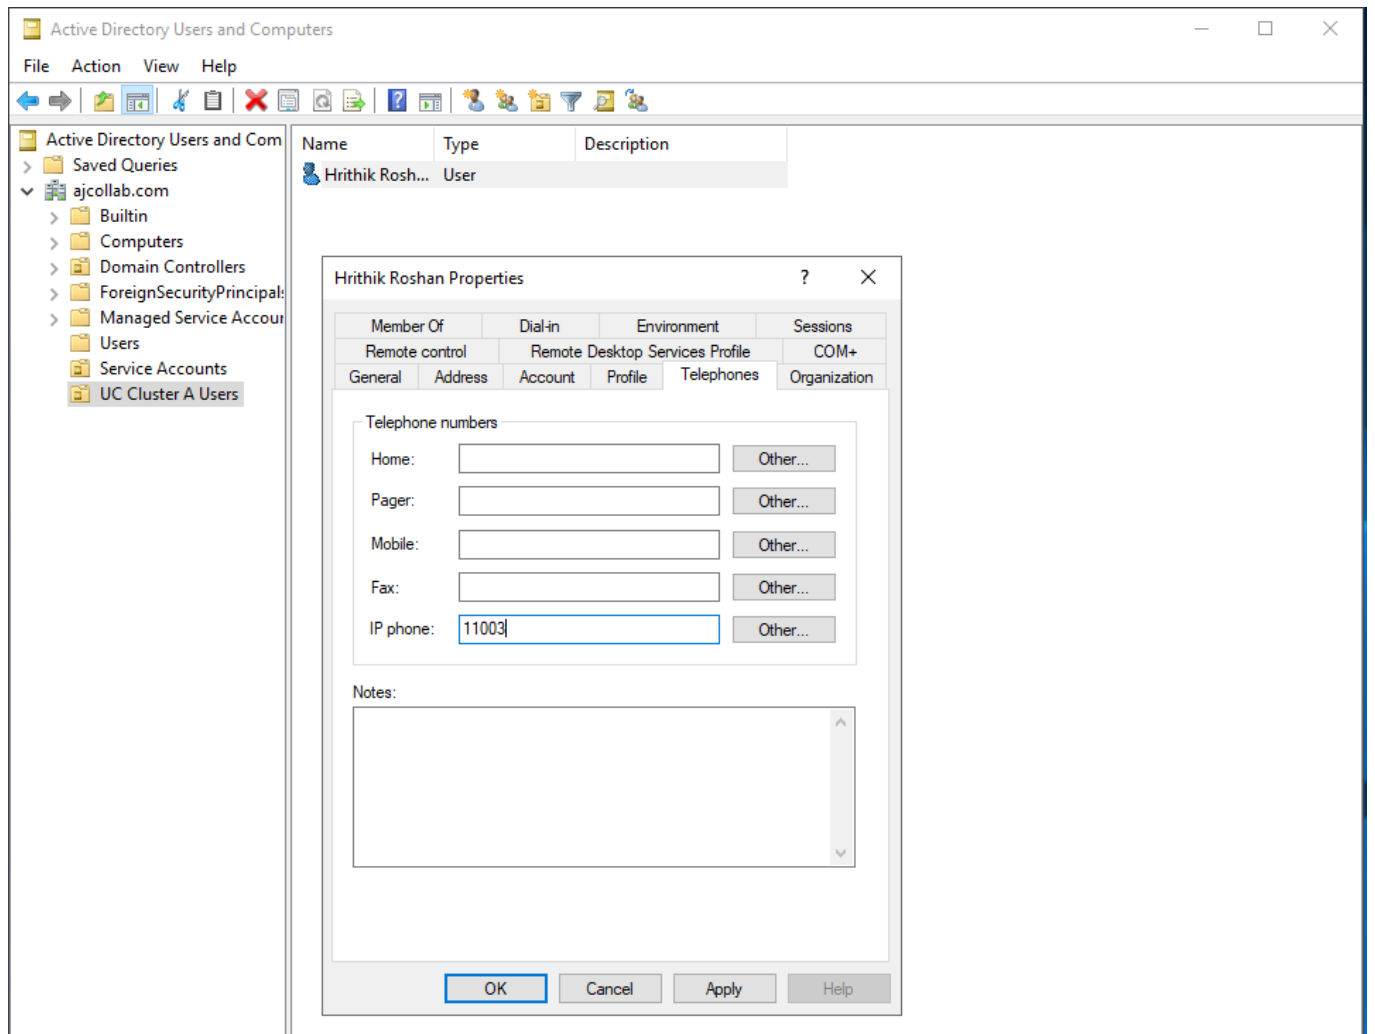 Active Directory Users and Computers
File Action View Help
Active Directory Users and Com
Saved Queries
ajcollab.com
Builtin
Computers
Domain Controllers
ForeignSecurityPrincipals
Managed Service Accour
Users
Service Accounts
UC Cluster A Users
Name Type Description
Hrithik Rosh... User
Hrithik Roshan Properties ?
Member Of Dial-in Environment Sessions
Remote control Remote Desktop Services Profile COM+
General Address Account Profile Telephones Organization
Telephone numbers
Home: Other...
Pager: Other...
Mobile: Other...
Fax: Other...
IP phone: 11003 Other...
Notes:
OK Cancel Apply Help